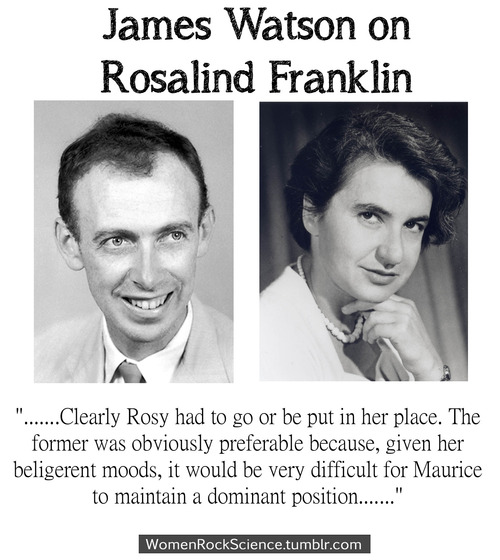 James Watson on
Rosalind Franklin
".......Clearly Rosy had to go or be put in her place. The
former was obviously preferable because, given her
beligerent moods, it would be very difficult for Maurice
to maintain a dominant position......."
WomenRockScience.tumblr.com